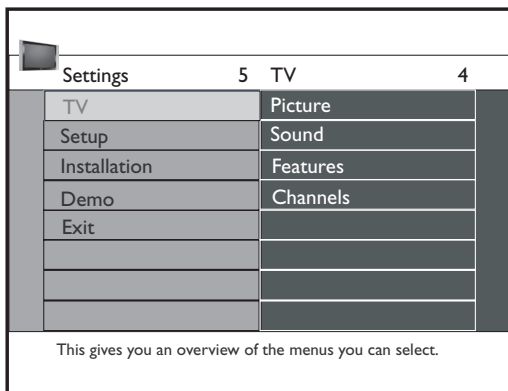 Settings 5 TV 4
TV Picture
Setup Sound
Installation Features
Demo Channels
Exit
This gives you an overview of the menus you can select.